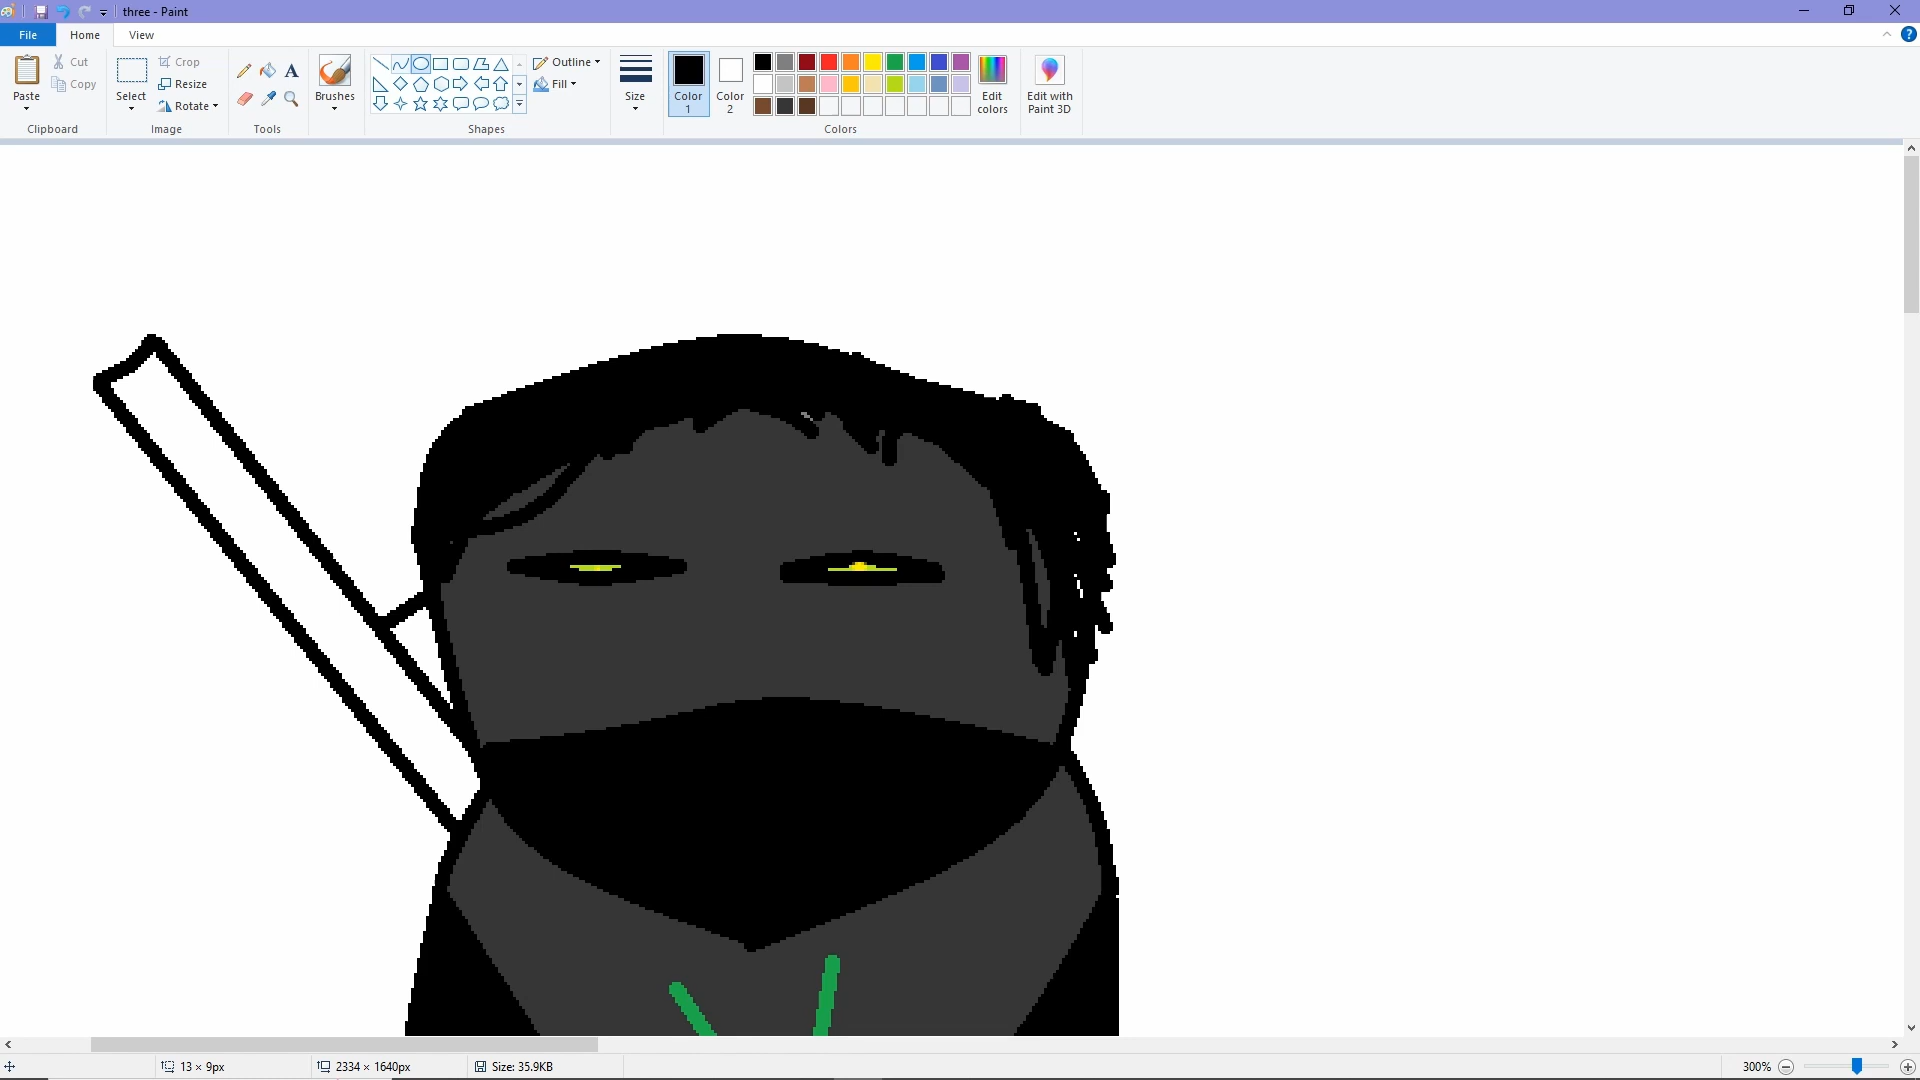 three - Paint
File Home View
Paste
Cut
Copy
Clipboard
Select
Crop
Resize
Rotate
Image
A
Tools
Brushes
Outline
Fill
Shapes
Size
Color
1
Color
2
Edit
colors
Colors
Edit with
Paint 3D
?
13 × 9px
2334 × 1640px
Size: 35.9KB
300%